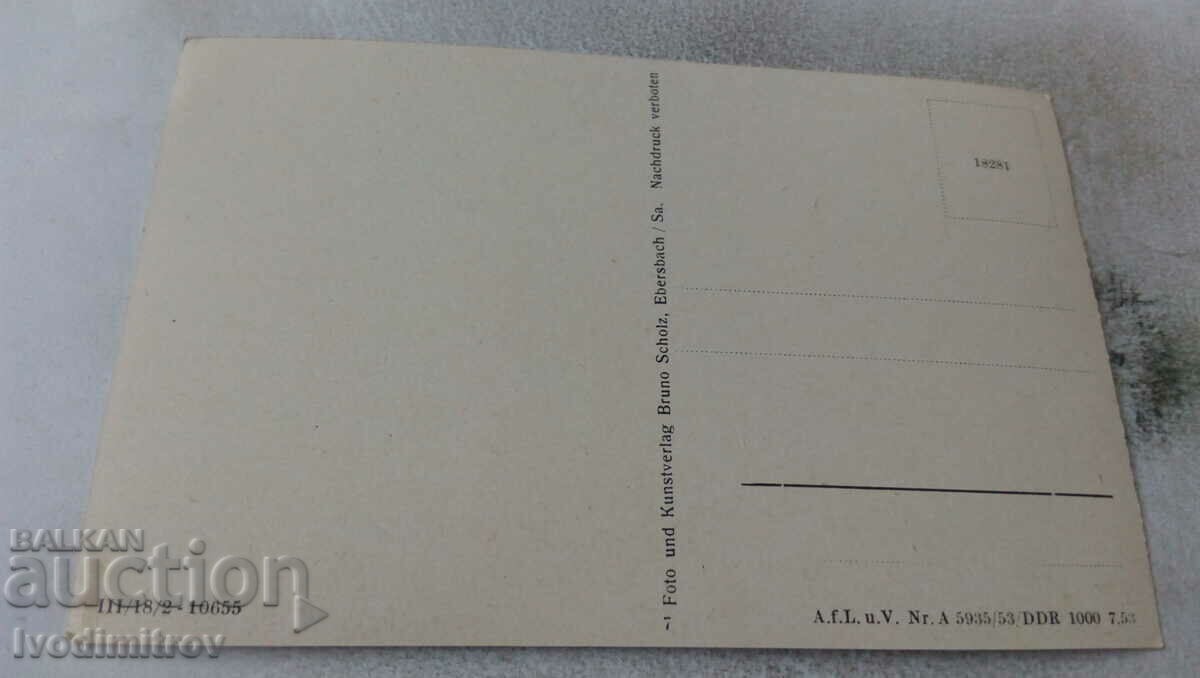 18281
Foto und Kunstverlag Bruno Scholz, Ebersbach / Sa. Nachdruck verboten
III/18/2 - 10655
A.f.L.u.V. Nr. A 5935/53/DDR 1000 7.53
BALKAN
auction
Ivodimitrov